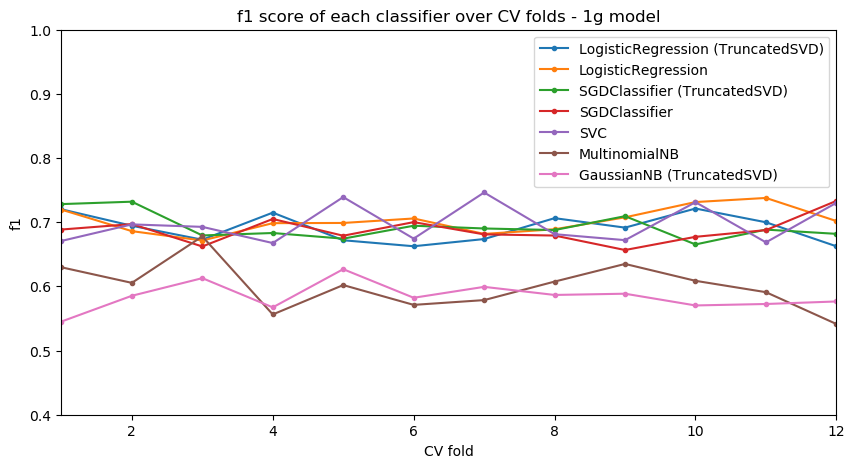 f1 score of each classifier over CV folds - 1g model
1.0
0.9
0.8
0.7
0.6
0.5
0.4
f1
LogisticRegression (TruncatedSVD)
LogisticRegression
SGDClassifier (TruncatedSVD)
SGDClassifier
SVC
MultinomialNB
GaussianNB (TruncatedSVD)
2 4 6 8 10 12
CV fold